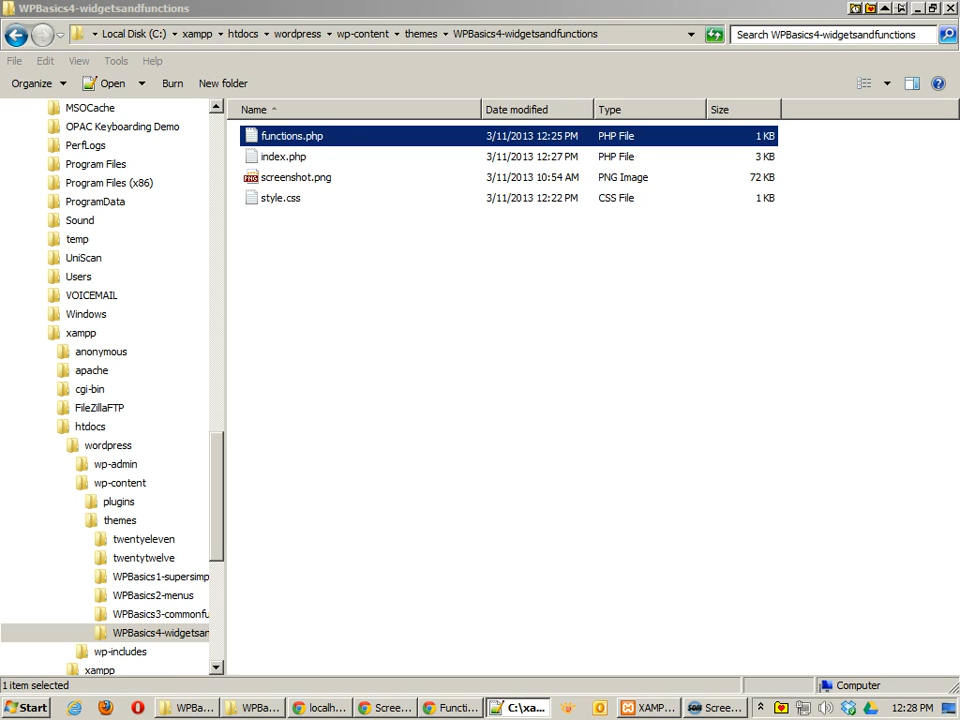 WPBasics4-widgetsandfunctions
Local Disk (C:) xampp htdocs wordpress wp-content themes WPBasics4-widgetsandfunctions
Search WPBasics4-widgetsandfunctions
File Edit View Tools Help
Organize Open Burn New folder
Name Date modified Type Size
MSOCache
OPAC Keyboarding Demo
PerfLogs
Program Files
Program Files (x86)
ProgramData
Sound
temp
UniScan
Users
VOICEMAIL
Windows
xampp
anonymous
apache
cgi-bin
FileZillaFTP
htdocs
wordpress
wp-admin
wp-content
plugins
themes
twentyeleven
twentytwelve
WPBasics1-supersimp
WPBasics2-menus
WPBasics3-commonfu
WPBasics4-widgetsan
wp-includes
xampp
functions.php 3/11/2013 12:25 PM PHP File 1 KB
index.php 3/11/2013 12:27 PM PHP File 3 KB
screenshot.png 3/11/2013 10:54 AM PNG Image 72 KB
style.css 3/11/2013 12:22 PM CSS File 1 KB
1 item selected
Computer
Start WPBa... WPBa... localh... Scree... Functi... C:\xa... XAMP... Scree... 12:28 PM